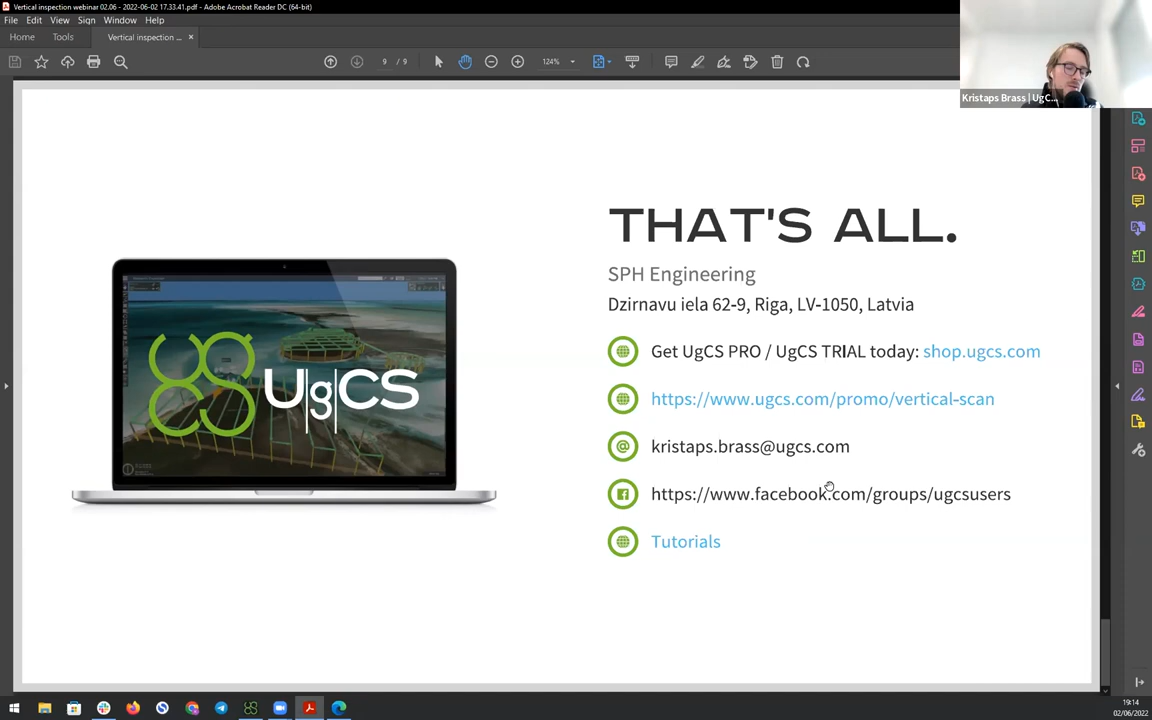 Vertical inspection webinar 02.06 - 2022-06-02 17.33.41.pdf - Adobe Acrobat Reader DC (64-bit)
File Edit View Sign Window Help
Home Tools Vertical inspection ... ×
9 / 9 124%
Kristaps Brass | UgC...
THAT'S ALL.
SPH Engineering
Dzirnavu iela 62-9, Riga, LV-1050, Latvia
Get UgCS PRO / UgCS TRIAL today: shop.ugcs.com
https://www.ugcs.com/promo/vertical-scan
kristaps.brass@ugcs.com
https://www.facebook.com/groups/ugcsusers
Tutorials
UgCS
19:14
02/06/2022